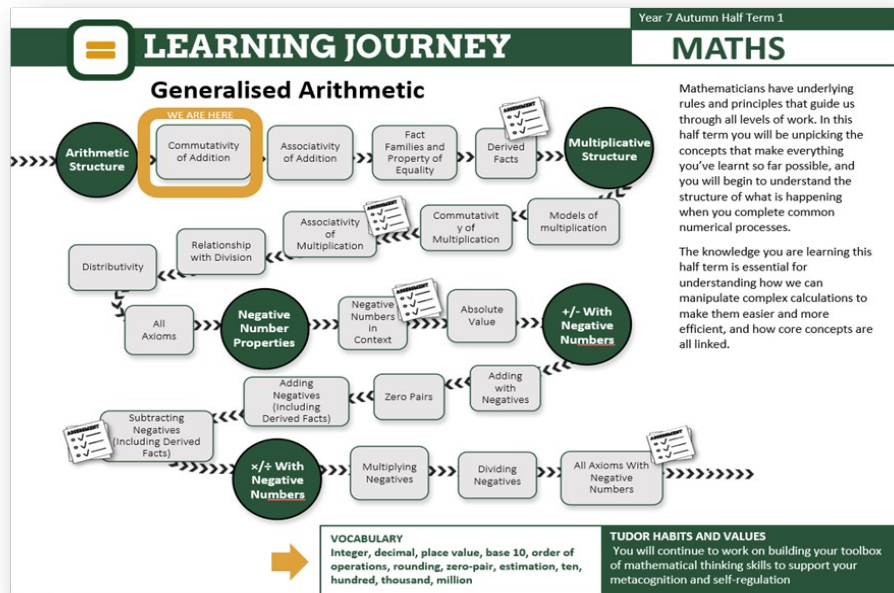 Year 7 Autumn Half Term 1
LEARNING JOURNEY
MATHS
Generalised Arithmetic
WE ARE HERE
Arithmetic
Structure
Commutativity
of Addition
Associativity
of Addition
Fact
Families and
Property of
Equality
Derived
Facts
ASSESSMENT
Multiplicative
Structure
Models of
multiplication
Commutativit
y of
Multiplication
ASSESSMENT
Associativity
of
Multiplication
Relationship
with Division
Distributivity
All
Axioms
Negative
Number
Properties
Negative
Numbers
in
Context
ASSESSMENT
Absolute
Value
+/- With
Negative
Numbers
Adding
with
Negatives
Zero Pairs
Adding
Negatives
(Including
Derived Facts)
Subtracting
Negatives
(Including Derived
Facts)
ASSESSMENT
×/÷ With
Negative
Numbers
Multiplying
Negatives
Dividing
Negatives
All Axioms With
Negative
Numbers
ASSESSMENT
Mathematicians have underlying
rules and principles that guide us
through all levels of work. In this
half term you will be unpicking the
concepts that make everything
you've learnt so far possible, and
you will begin to understand the
structure of what is happening
when you complete common
numerical processes.
The knowledge you are learning this
half term is essential for
understanding how we can
manipulate complex calculations to
make them easier and more
efficient, and how core concepts are
all linked.
VOCABULARY
Integer, decimal, place value, base 10, order of
operations, rounding, zero-pair, estimation, ten,
hundred, thousand, million
TUDOR HABITS AND VALUES
You will continue to work on building your toolbox
of mathematical thinking skills to support your
metacognition and self-regulation